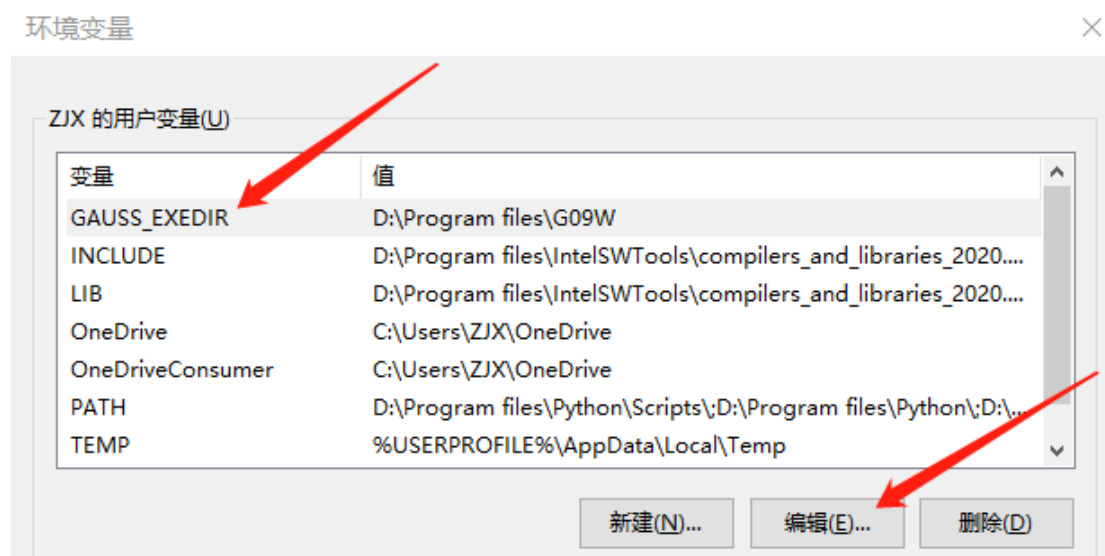 环境变量
ZJX 的用户变量(U)
变量 值
GAUSS_EXEDIR D:\Program files\G09W
INCLUDE D:\Program files\IntelSWTools\compilers_and_libraries_2020....
LIB D:\Program files\IntelSWTools\compilers_and_libraries_2020....
OneDrive C:\Users\ZJX\OneDrive
OneDriveConsumer C:\Users\ZJX\OneDrive
PATH D:\Program files\Python\Scripts\;D:\Program files\Python\;D:\...
TEMP %USERPROFILE%\AppData\Local\Temp
新建(N)... 编辑(E)... 删除(D)